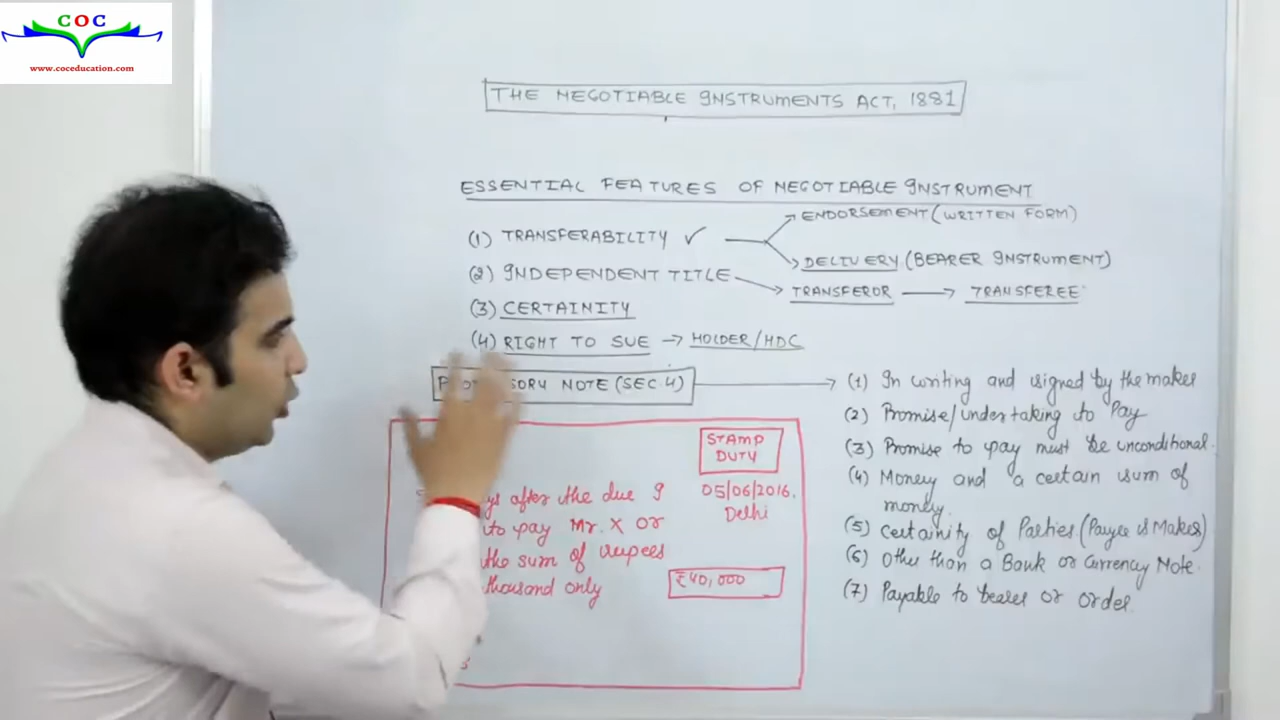 COC
www.coceducation.com
THE NEGOTIABLE INSTRUMENTS ACT, 1881
ESSENTIAL FEATURES OF NEGOTIABLE INSTRUMENT
(1) TRANSFERABILITY ✓
ENDORSEMENT (WRITTEN FORM)
DELIVERY (BEARER INSTRUMENT)
(2) INDEPENDENT TITLE
TRANSFEROR → TRANSFEREE
(3) CERTAINITY
(4) RIGHT TO SUE → HOLDER/HDC
NOTE (SEC.4)
(1) In writing and signed by the maker
(2) Promise/undertaking to Pay
(3) Promise to pay must be unconditional.
(4) Money and a certain sum of
money.
(5) Certainity of Parties (Payee & Maker)
(6) Other than a Bank or Currency Note.
(7) Payable to bearer or order
STAMP
DUTY
after the due I
05/06/2016,
Delhi
to pay Mr. X or
the sum of rupees
thousand only
₹40,000